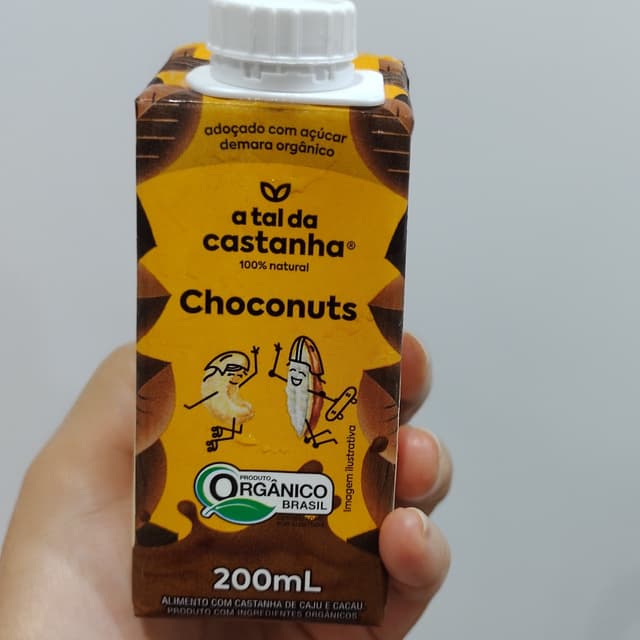 adoçado com açúcar
demara orgânico
a tal da
castanha®
100% natural
Choconuts
Imagem ilustrativa
PRODUTO
ORGÂNICO
BRASIL
200mL
ALIMENTO COM CASTANHA DE CAJU E CACAU
PRODUTO COM INGREDIENTES ORGÂNICOS